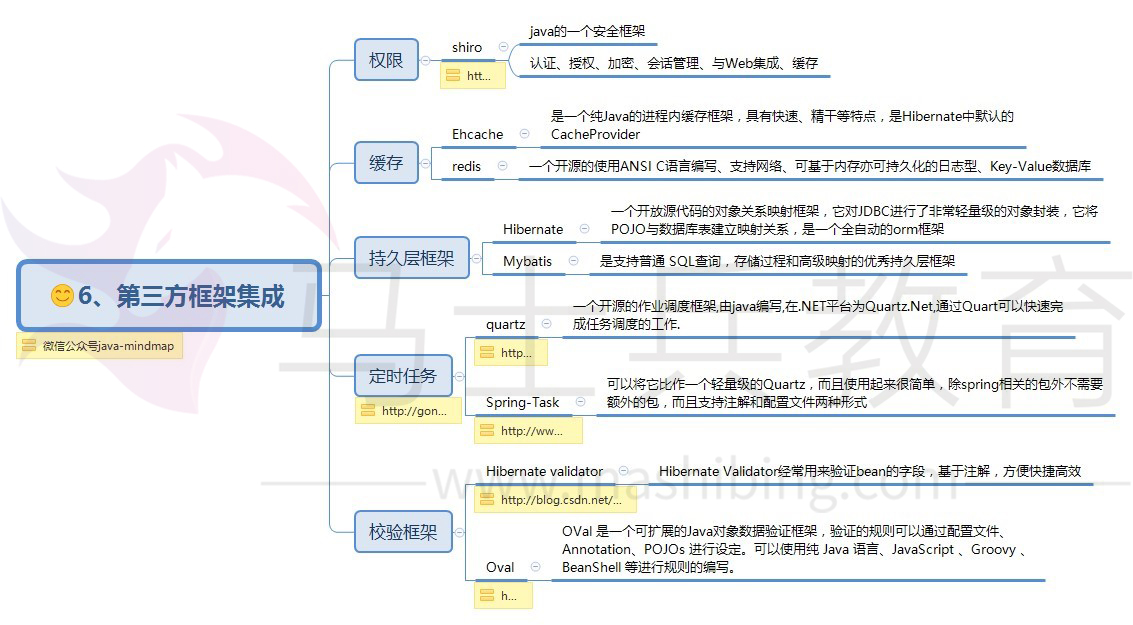 😊6、第三方框架集成
微信公众号java-mindmap
权限
shiro
htt...
java的一个安全框架
认证、授权、加密、会话管理、与Web集成、缓存
缓存
Ehcache
是一个纯Java的进程内缓存框架，具有快速、精干等特点，是Hibernate中默认的
CacheProvider
redis
一个开源的使用ANSI C语言编写、支持网络、可基于内存亦可持久化的日志型、Key-Value数据库
持久层框架
Hibernate
一个开放源代码的对象关系映射框架，它对JDBC进行了非常轻量级的对象封装，它将
POJO与数据库表建立映射关系，是一个全自动的orm框架
Mybatis
是支持普通 SQL查询，存储过程和高级映射的优秀持久层框架
定时任务
http://gon...
quartz
http...
一个开源的作业调度框架,由java编写,在.NET平台为Quartz.Net,通过Quart可以快速完
成任务调度的工作.
Spring-Task
http://ww...
可以将它比作一个轻量级的Quartz，而且使用起来很简单，除spring相关的包外不需要
额外的包，而且支持注解和配置文件两种形式
校验框架
Hibernate validator
http://blog.csdn.net/...
Hibernate Validator经常用来验证bean的字段，基于注解，方便快捷高效
Oval
h...
OVal 是一个可扩展的Java对象数据验证框架，验证的规则可以通过配置文件、
Annotation、POJOs 进行设定。可以使用纯 Java 语言、JavaScript 、Groovy 、
BeanShell 等进行规则的编写。
马士兵教育
www.mashibing.com